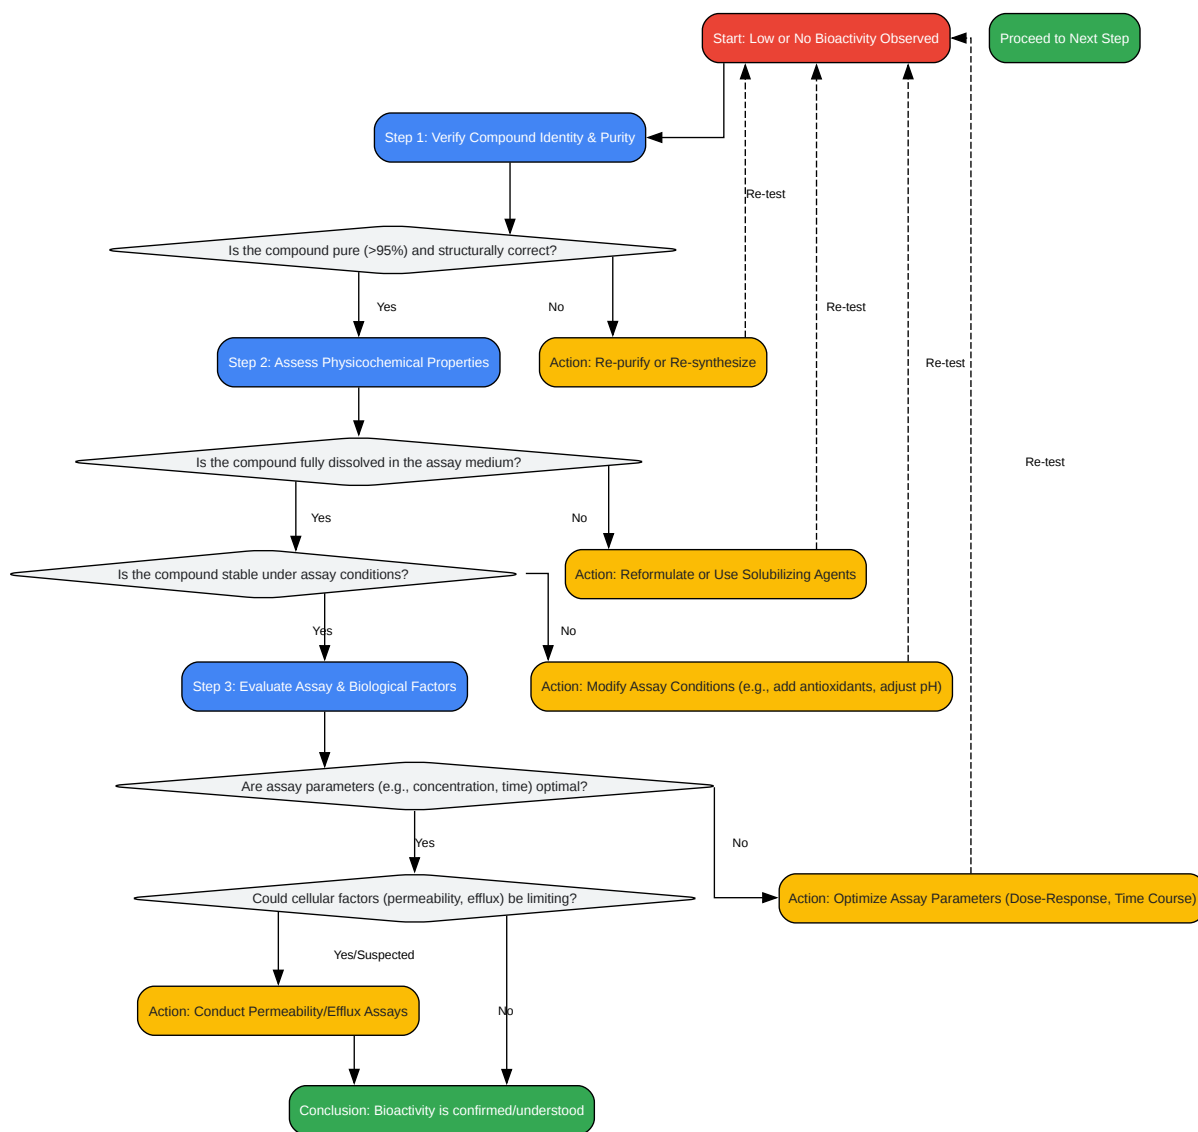 Start: Low or No Bioactivity Observed
Proceed to Next Step
Step 1: Verify Compound Identity & Purity
Re-test
Is the compound pure (>95%) and structurally correct?
Yes
No
Re-test
Step 2: Assess Physicochemical Properties
Action: Re-purify or Re-synthesize
Re-test
Is the compound fully dissolved in the assay medium?
Re-test
Yes
No
Is the compound stable under assay conditions?
Action: Reformulate or Use Solubilizing Agents
Yes
No
Step 3: Evaluate Assay & Biological Factors
Action: Modify Assay Conditions (e.g., add antioxidants, adjust pH)
Are assay parameters (e.g., concentration, time) optimal?
Yes
No
Could cellular factors (permeability, efflux) be limiting?
Action: Optimize Assay Parameters (Dose-Response, Time Course)
Yes/Suspected
Action: Conduct Permeability/Efflux Assays
No
Conclusion: Bioactivity is confirmed/understood